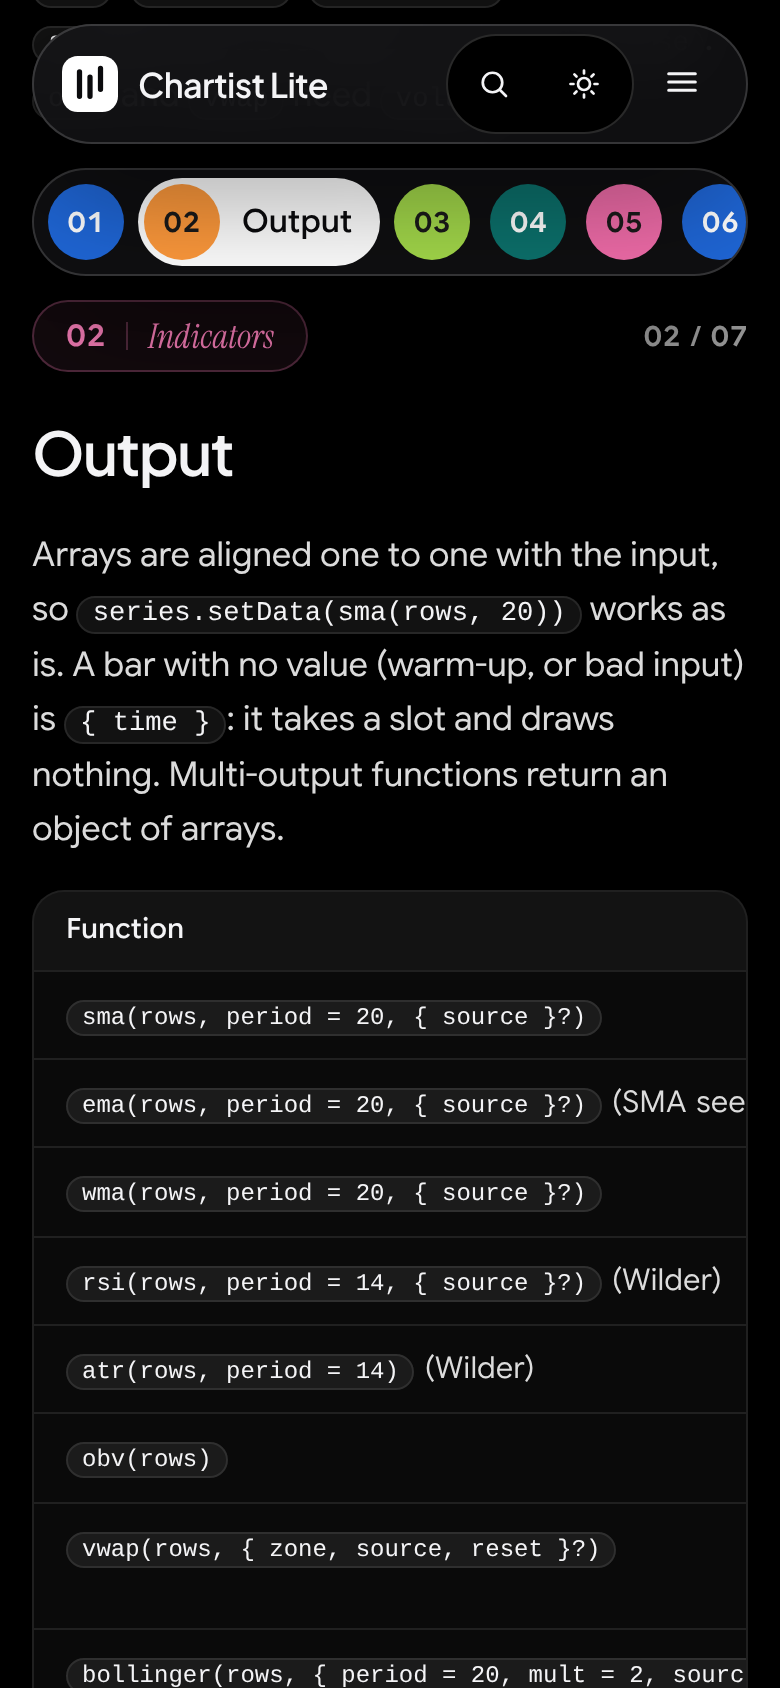 Chartist Lite
01
02 Output
03
04
05
06
02 | Indicators
02 / 07
Output
Arrays are aligned one to one with the input,
so series.setData(sma(rows, 20)) works as
is. A bar with no value (warm-up, or bad input)
is { time }: it takes a slot and draws
nothing. Multi-output functions return an
object of arrays.
Function
sma(rows, period = 20, { source }?)
ema(rows, period = 20, { source }?) (SMA see
wma(rows, period = 20, { source }?)
rsi(rows, period = 14, { source }?) (Wilder)
atr(rows, period = 14) (Wilder)
obv(rows)
vwap(rows, { zone, source, reset }?)
bollinger(rows, { period = 20, mult = 2, sourc